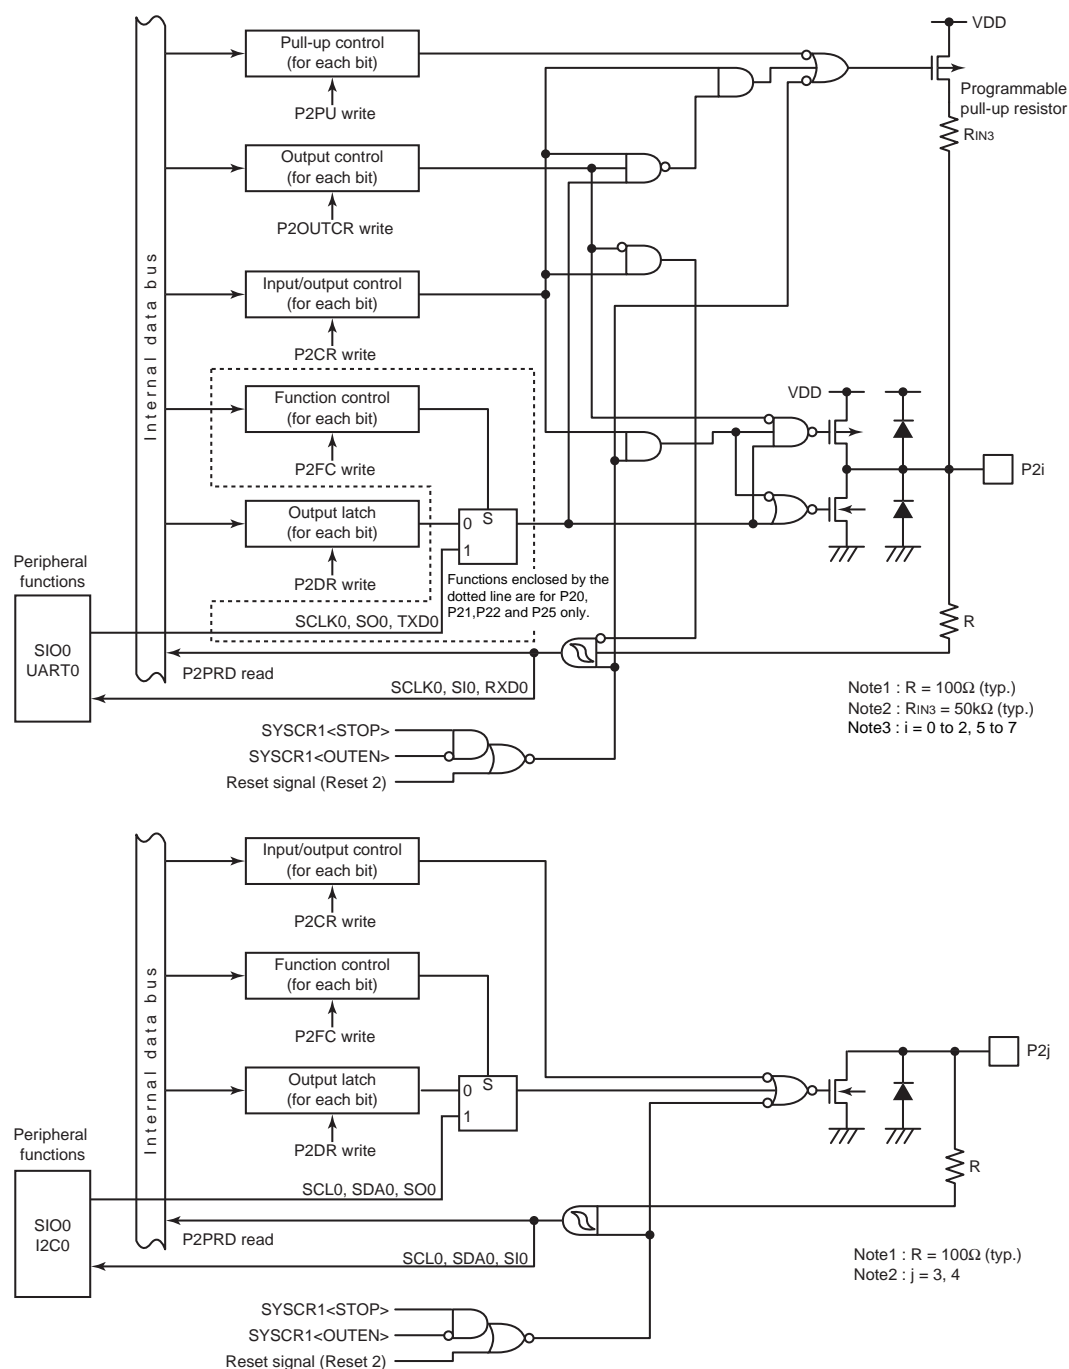 VDD
Pull-up control
(for each bit)
P2PU write
Programmable
pull-up resistor
RIN3
Output control
(for each bit)
P2OUTCR write
Internal data bus
Input/output control
(for each bit)
P2CR write
Function control
(for each bit)
P2FC write
VDD
P2i
Output latch
(for each bit)
P2DR write
0
S
1
Functions enclosed by the
dotted line are for P20,
P21,P22 and P25 only.
Peripheral
functions
SIO0
UART0
SCLK0, SO0, TXD0
R
P2PRD read
SCLK0, SI0, RXD0
Note1 : R = 100Ω (typ.)
Note2 : RIN3 = 50kΩ (typ.)
Note3 : i = 0 to 2, 5 to 7
SYSCR1<STOP>
SYSCR1<OUTEN>
Reset signal (Reset 2)
Input/output control
(for each bit)
P2CR write
Internal data bus
Function control
(for each bit)
P2FC write
P2j
Output latch
(for each bit)
P2DR write
0
S
1
Peripheral
functions
SIO0
I2C0
SCL0, SDA0, SO0
R
P2PRD read
SCL0, SDA0, SI0
Note1 : R = 100Ω (typ.)
Note2 : j = 3, 4
SYSCR1<STOP>
SYSCR1<OUTEN>
Reset signal (Reset 2)